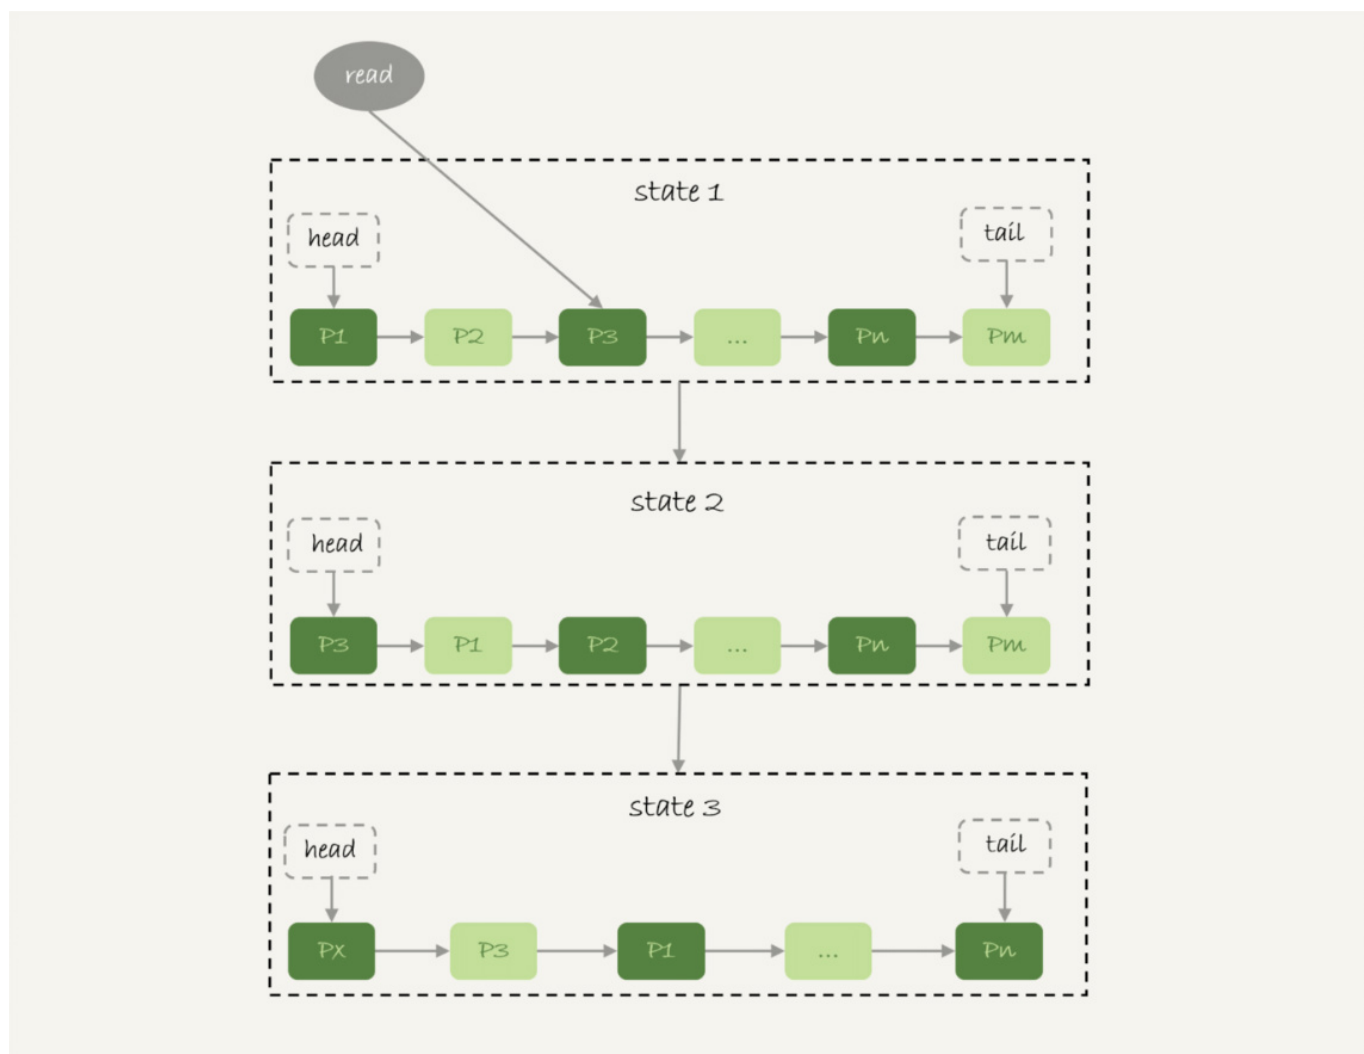 read
state 1
head
tail
P1 P2 P3 ... Pn Pm
state 2
head
tail
P3 P1 P2 ... Pn Pm
state 3
head
tail
Px P3 P1 ... Pn